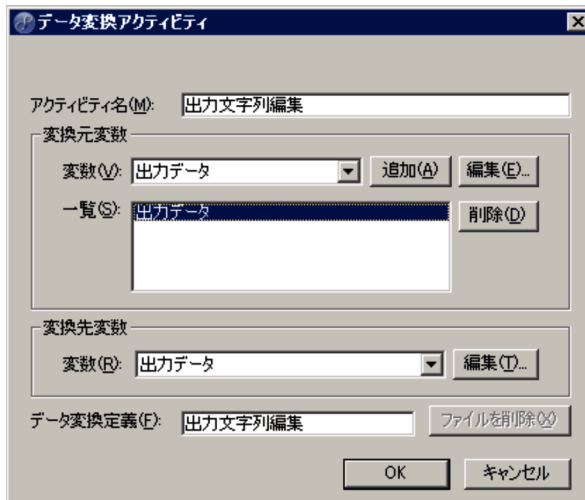 データ変換アクティビティ
アクティビティ名(M): 出力文字列編集
変換元変数
変数(V): 出力データ 追加(A) 編集(E)...
一覧(S): 出力データ 削除(D)
変換先変数
変数(R): 出力データ 編集(T)...
データ変換定義(F): 出力文字列編集 ファイルを削除(X)
OK キャンセル